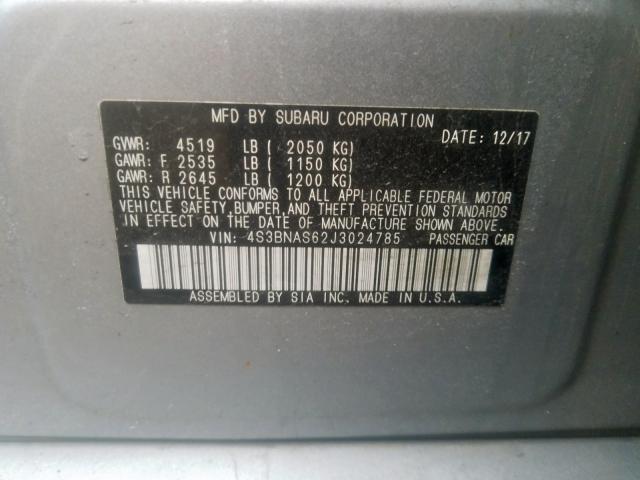 MFD BY SUBARU CORPORATION
DATE: 12/17
GVWR: 4519 LB ( 2050 KG)
GAWR: F 2535 LB ( 1150 KG)
GAWR: R 2645 LB ( 1200 KG)
THIS VEHICLE CONFORMS TO ALL APPLICABLE FEDERAL MOTOR
VEHICLE SAFETY, BUMPER, AND THEFT PREVENTION STANDARDS
IN EFFECT ON THE DATE OF MANUFACTURE SHOWN ABOVE.
VIN: 4S3BNAS62J3024785 PASSENGER CAR
ASSEMBLED BY SIA INC. MADE IN U.S.A.